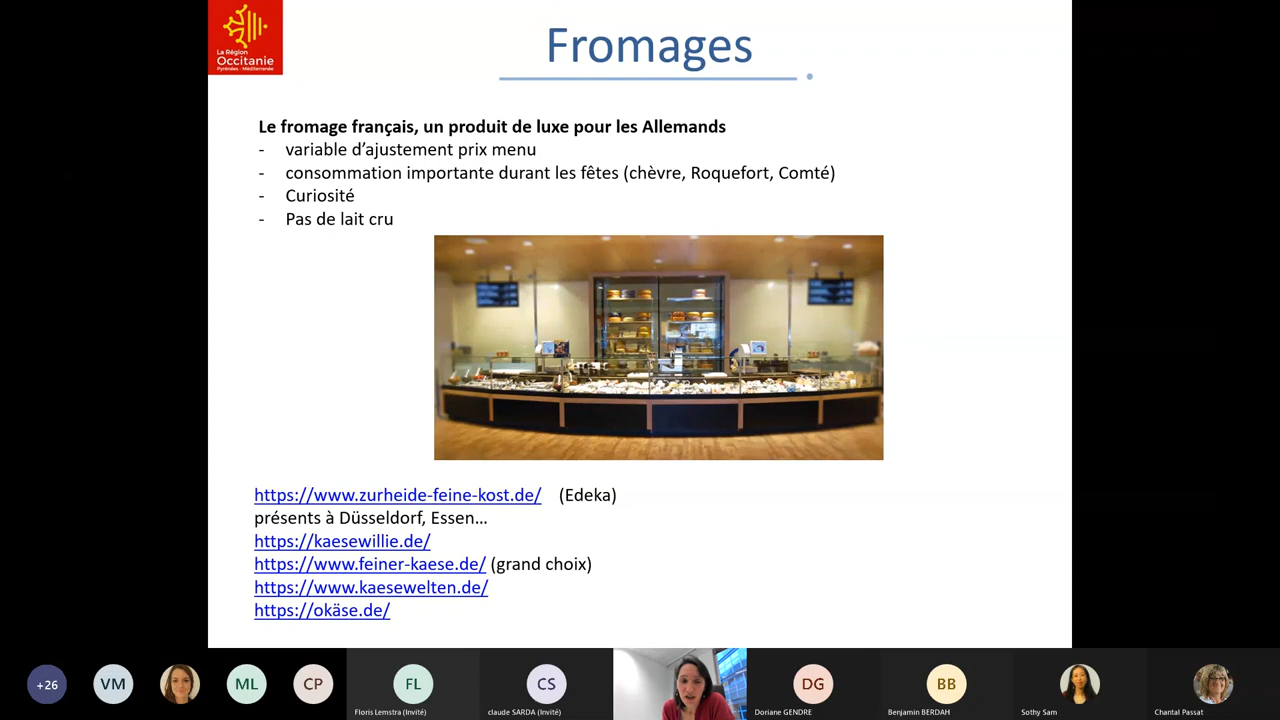 La Région
Occitanie
Pyrénées - Méditerranée
Fromages
Le fromage français, un produit de luxe pour les Allemands
- variable d’ajustement prix menu
- consommation importante durant les fêtes (chèvre, Roquefort, Comté)
- Curiosité
- Pas de lait cru
https://www.zurheide-feine-kost.de/ (Edeka)
présents à Düsseldorf, Essen…
https://kaesewillie.de/
https://www.feiner-kaese.de/ (grand choix)
https://www.kaesewelten.de/
https://okäse.de/
+26
VM
ML
CP
FL
Floris Lemstra (Invité)
CS
claude SARDA (Invité)
DG
Doriane GENDRE
BB
Benjamin BERDAH
Sothy Sam
Chantal Passat